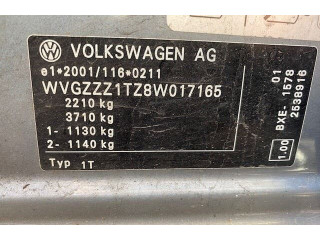 VOLKSWAGEN AG
e1*2001/116*0211
WVGZZZ1TZ8W017165
2210 kg
3710 kg
1- 1130 kg
2- 1140 kg
Typ 1T
01
BXE- 1578
2538916
1.00